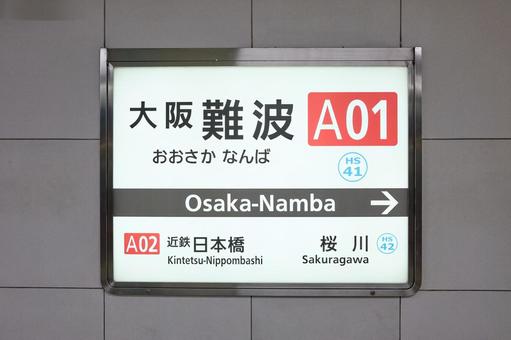 大阪難波 A01
おおさか なんば
HS
41
Osaka-Namba →
A02 近鉄日本橋
Kintetsu-Nippombashi
桜川 HS
42
Sakuragawa